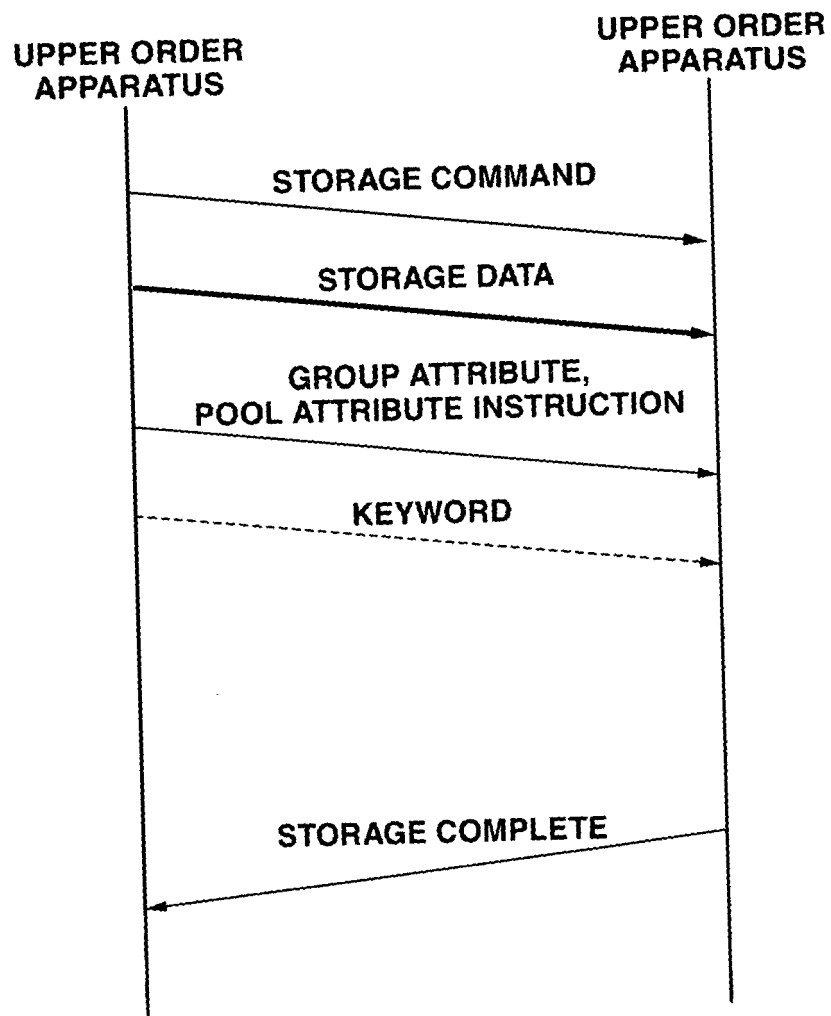 UPPER ORDER
APPARATUS
UPPER ORDER
APPARATUS
STORAGE COMMAND
STORAGE DATA
GROUP ATTRIBUTE,
POOL ATTRIBUTE INSTRUCTION
KEYWORD
STORAGE COMPLETE